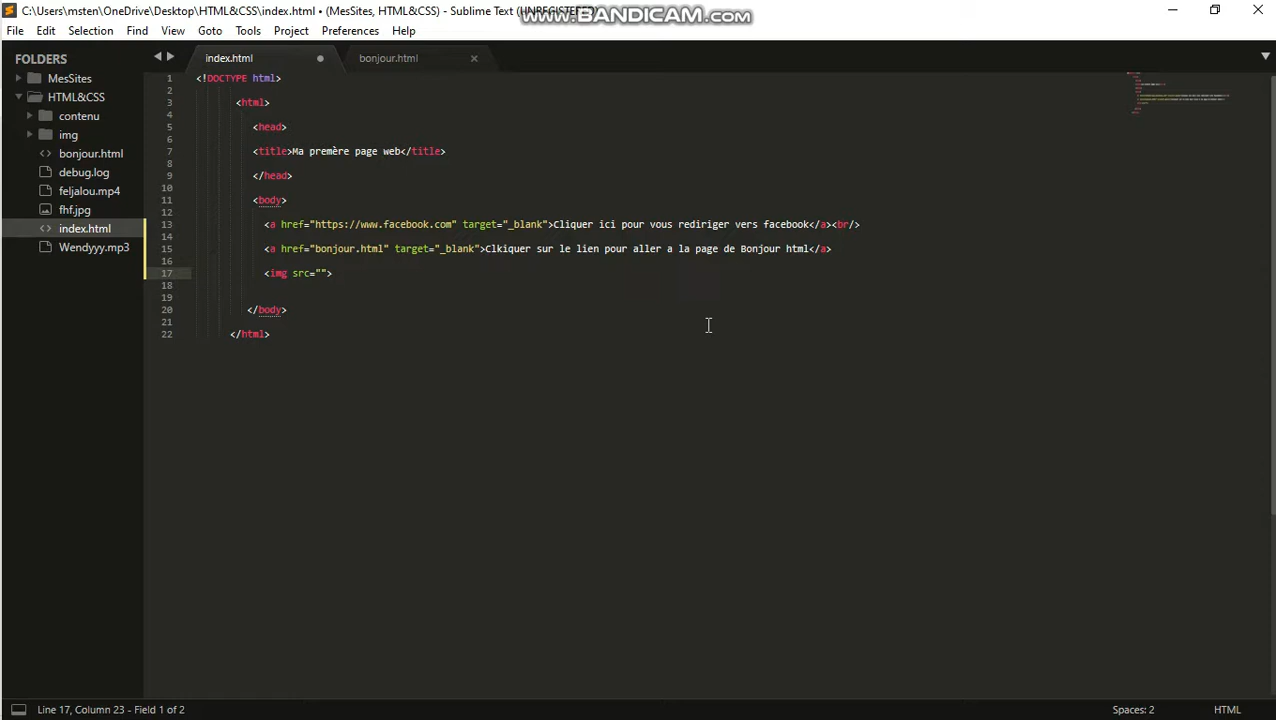 C:\Users\msten\OneDrive\Desktop\HTML&CSS\index.html • (MesSites, HTML&CSS) - Sublime Text (UNREGISTERED)
www.BANDICAM.com
File Edit Selection Find View Goto Tools Project Preferences Help
FOLDERS
MesSites
HTML&CSS
contenu
img
bonjour.html
debug.log
feljalou.mp4
fhf.jpg
index.html
Wendyyy.mp3
index.html bonjour.html
1 <!DOCTYPE html>
2
3 <html>
4
5 <head>
6
7 <title>Ma premère page web</title>
8
9 </head>
10
11 <body>
12
13 <a href="https://www.facebook.com" target="_blank">Cliquer ici pour vous rediriger vers facebook</a><br/>
14
15 <a href="bonjour.html" target="_blank">Clkiquer sur le lien pour aller a la page de Bonjour html</a>
16
17 <img src="">
18
19
20 </body>
21
22 </html>
Line 17, Column 23 - Field 1 of 2 Spaces: 2 HTML